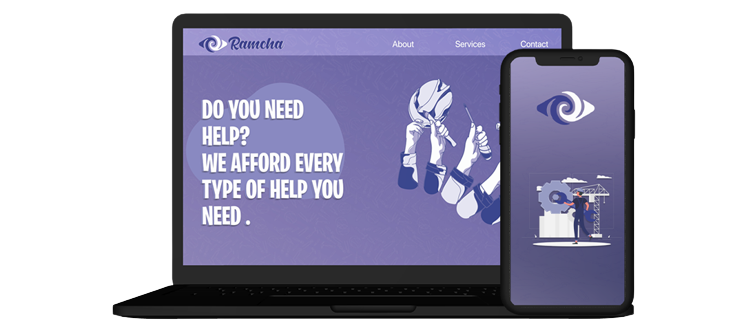 Ramcha
About
Services
Contact
DO YOU NEED
HELP?
WE AFFORD EVERY
TYPE OF HELP YOU
NEED .